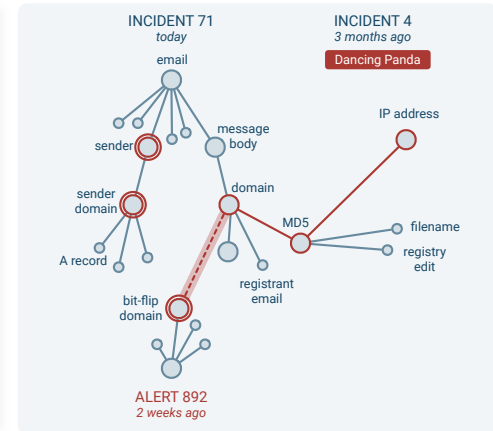 INCIDENT 71
today
INCIDENT 4
3 months ago
Dancing Panda
email
IP address
sender
message
body
sender
domain
domain
MD5
filename
registry
edit
A record
registrant
email
bit-flip
domain
ALERT 892
2 weeks ago